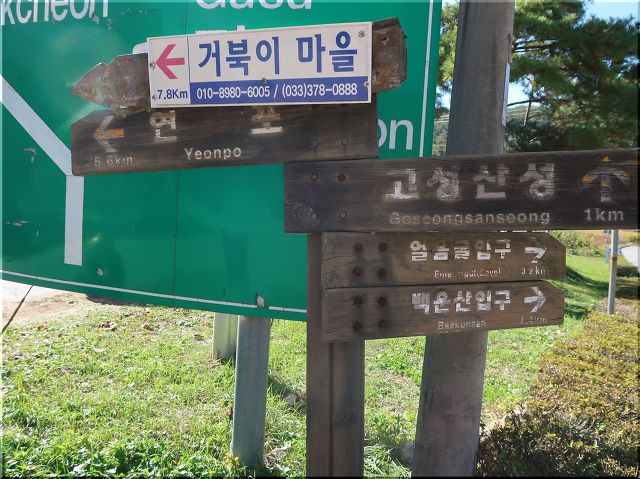 kcheon
Gasu
거북이 마을
7.8KM
010-8980-6005 / (033)378-0888
연 포
5.6km
Yeonpo
on
고성산성
Goseongsanseong
1km
얼음굴입구
3.2km
백운산입구
Baekunsan